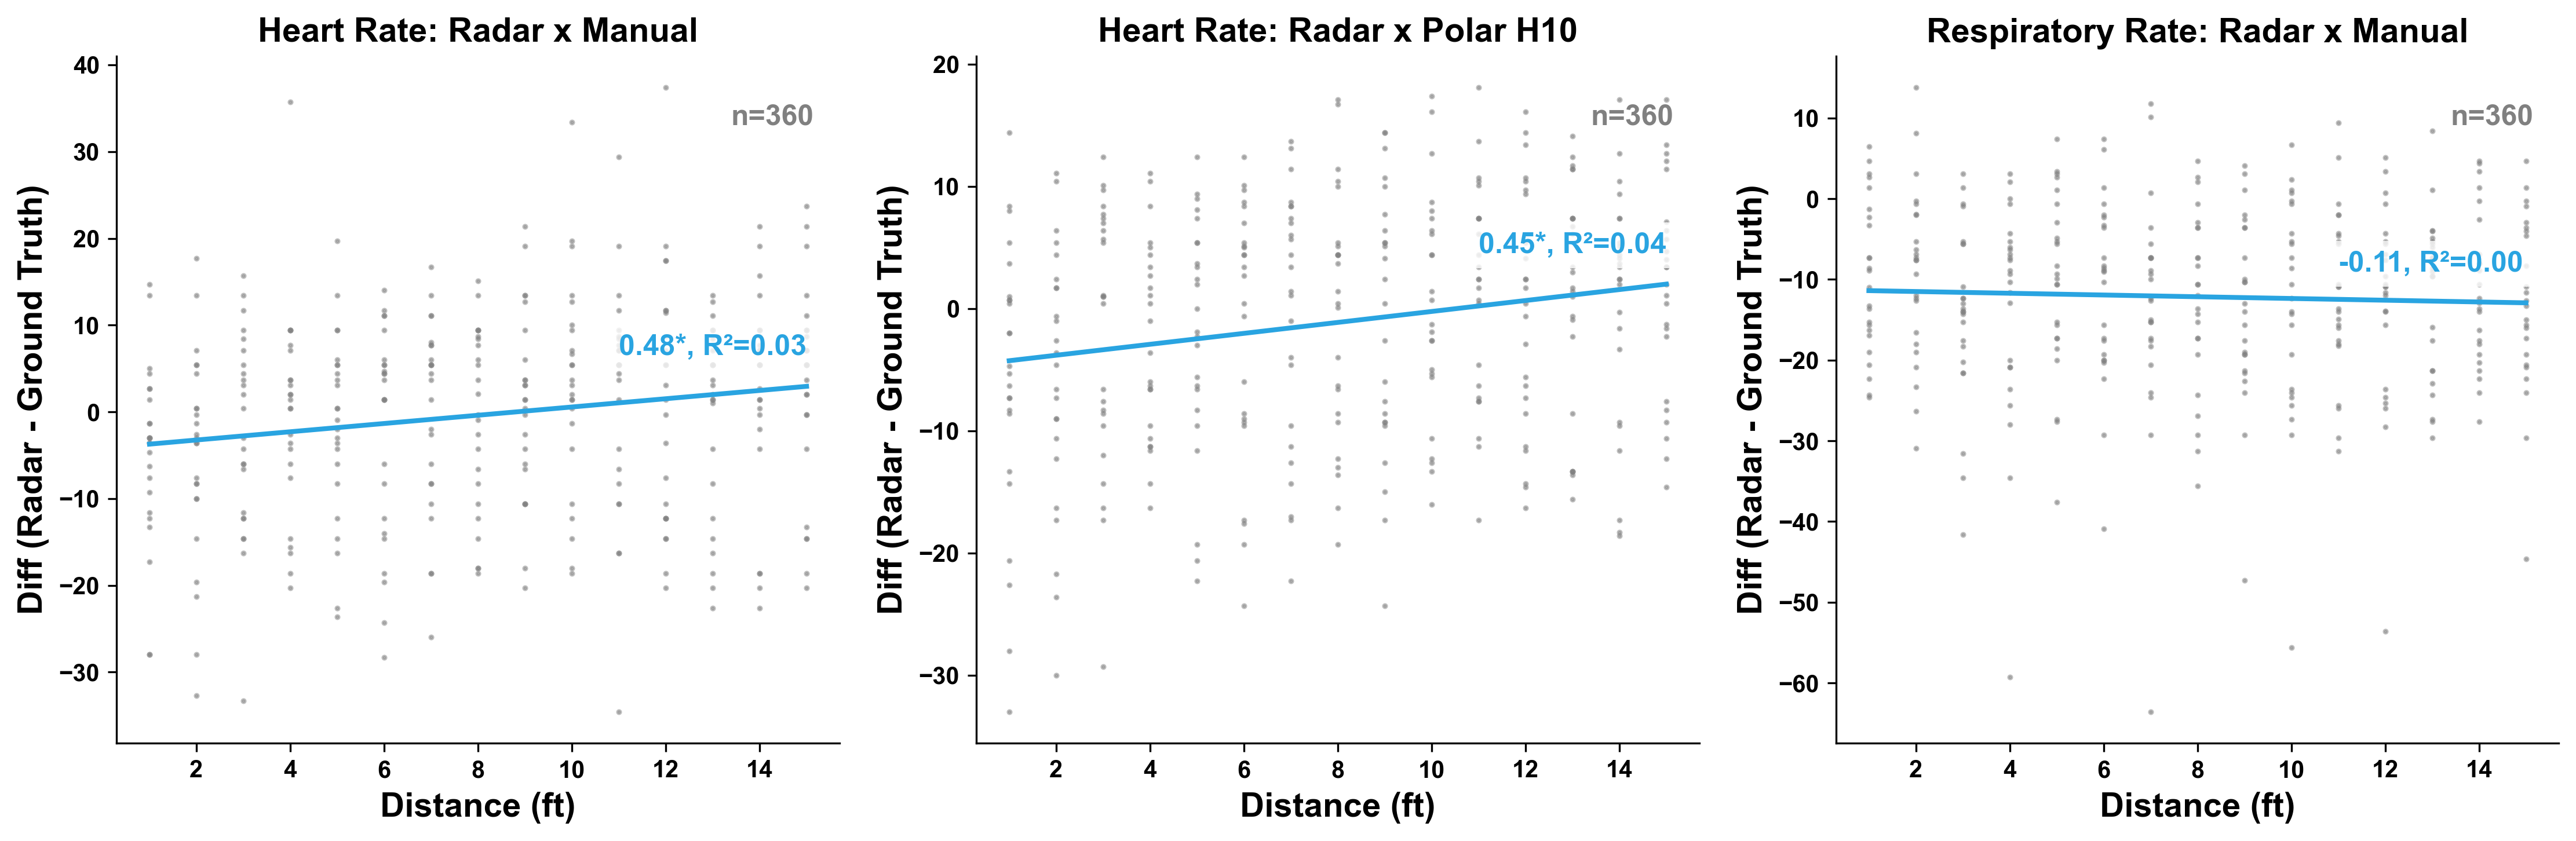 Heart Rate: Radar x Manual
Diff (Radar - Ground Truth)
40
30
20
10
0
−10
−20
−30
n=360
0.48*, R²=0.03
2 4 6 8 10 12 14
Distance (ft)
Heart Rate: Radar x Polar H10
Diff (Radar - Ground Truth)
20
10
0
−10
−20
−30
n=360
0.45*, R²=0.04
2 4 6 8 10 12 14
Distance (ft)
Respiratory Rate: Radar x Manual
Diff (Radar - Ground Truth)
10
0
−10
−20
−30
−40
−50
−60
n=360
-0.11, R²=0.00
2 4 6 8 10 12 14
Distance (ft)